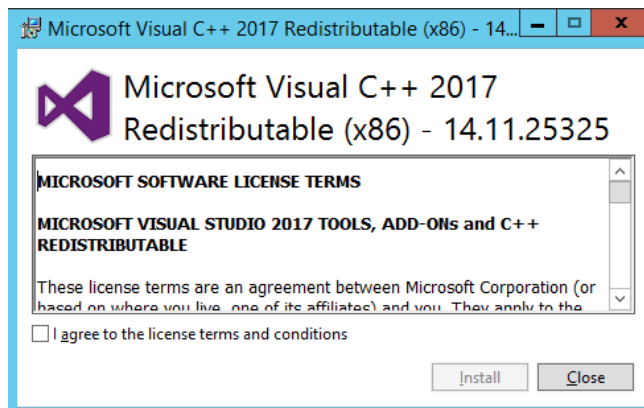 Microsoft Visual C++ 2017 Redistributable (x86) - 14...
Microsoft Visual C++ 2017
Redistributable (x86) - 14.11.25325
MICROSOFT SOFTWARE LICENSE TERMS
MICROSOFT VISUAL STUDIO 2017 TOOLS, ADD-ONs and C++
REDISTRIBUTABLE
These license terms are an agreement between Microsoft Corporation (or
based on where you live, one of its affiliates) and you. They apply to the
I agree to the license terms and conditions
Install
Close